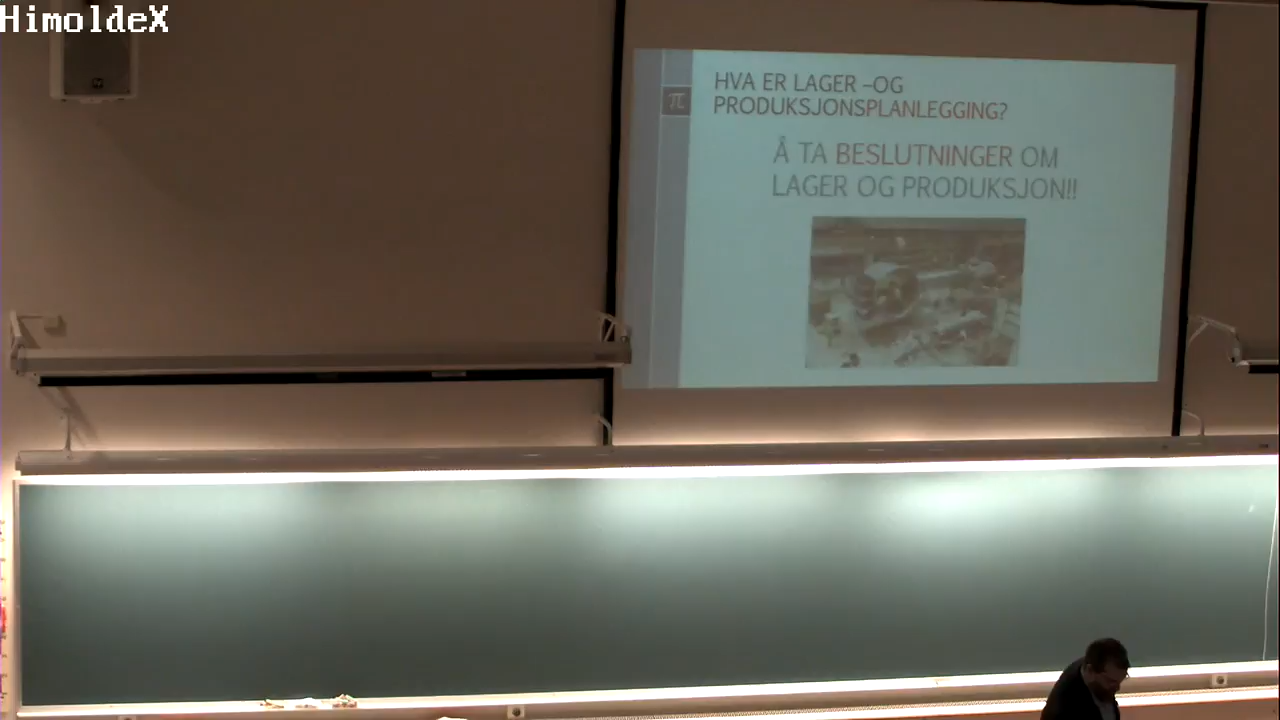 HimoldeX
π
HVA ER LAGER –OG
PRODUKSJONSPLANLEGGING?
Å TA BESLUTNINGER OM
LAGER OG PRODUKSJON!!